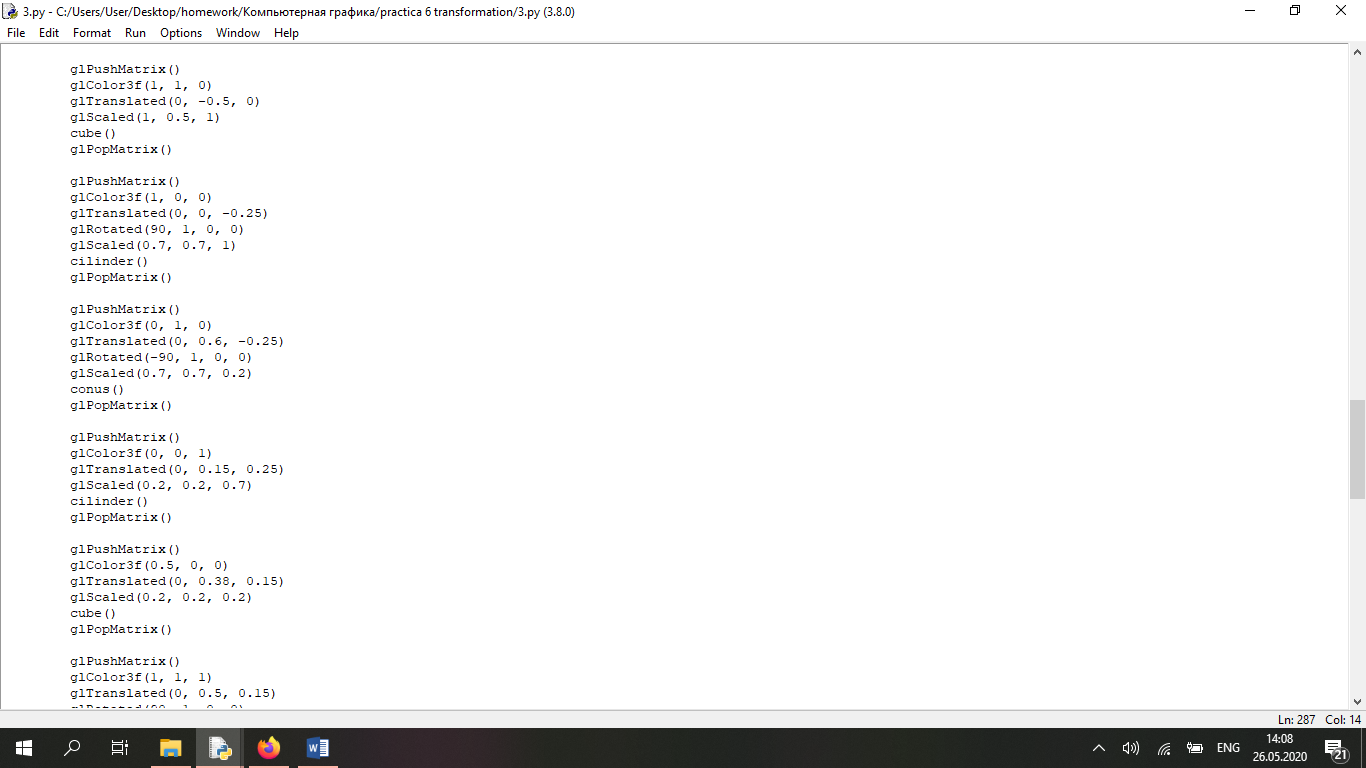 3.py - C:/Users/User/Desktop/homework/Компьютерная графика/practica 6 transformation/3.py (3.8.0)
File Edit Format Run Options Window Help
glPushMatrix()
glColor3f(1, 1, 0)
glTranslated(0, -0.5, 0)
glScaled(1, 0.5, 1)
cube()
glPopMatrix()
glPushMatrix()
glColor3f(1, 0, 0)
glTranslated(0, 0, -0.25)
glRotated(90, 1, 0, 0)
glScaled(0.7, 0.7, 1)
cilinder()
glPopMatrix()
glPushMatrix()
glColor3f(0, 1, 0)
glTranslated(0, 0.6, -0.25)
glRotated(-90, 1, 0, 0)
glScaled(0.7, 0.7, 0.2)
conus()
glPopMatrix()
glPushMatrix()
glColor3f(0, 0, 1)
glTranslated(0, 0.15, 0.25)
glScaled(0.2, 0.2, 0.7)
cilinder()
glPopMatrix()
glPushMatrix()
glColor3f(0.5, 0, 0)
glTranslated(0, 0.38, 0.15)
glScaled(0.2, 0.2, 0.2)
cube()
glPopMatrix()
glPushMatrix()
glColor3f(1, 1, 1)
glTranslated(0, 0.5, 0.15)
Ln: 287 Col: 14
ENG
14:08
26.05.2020
21